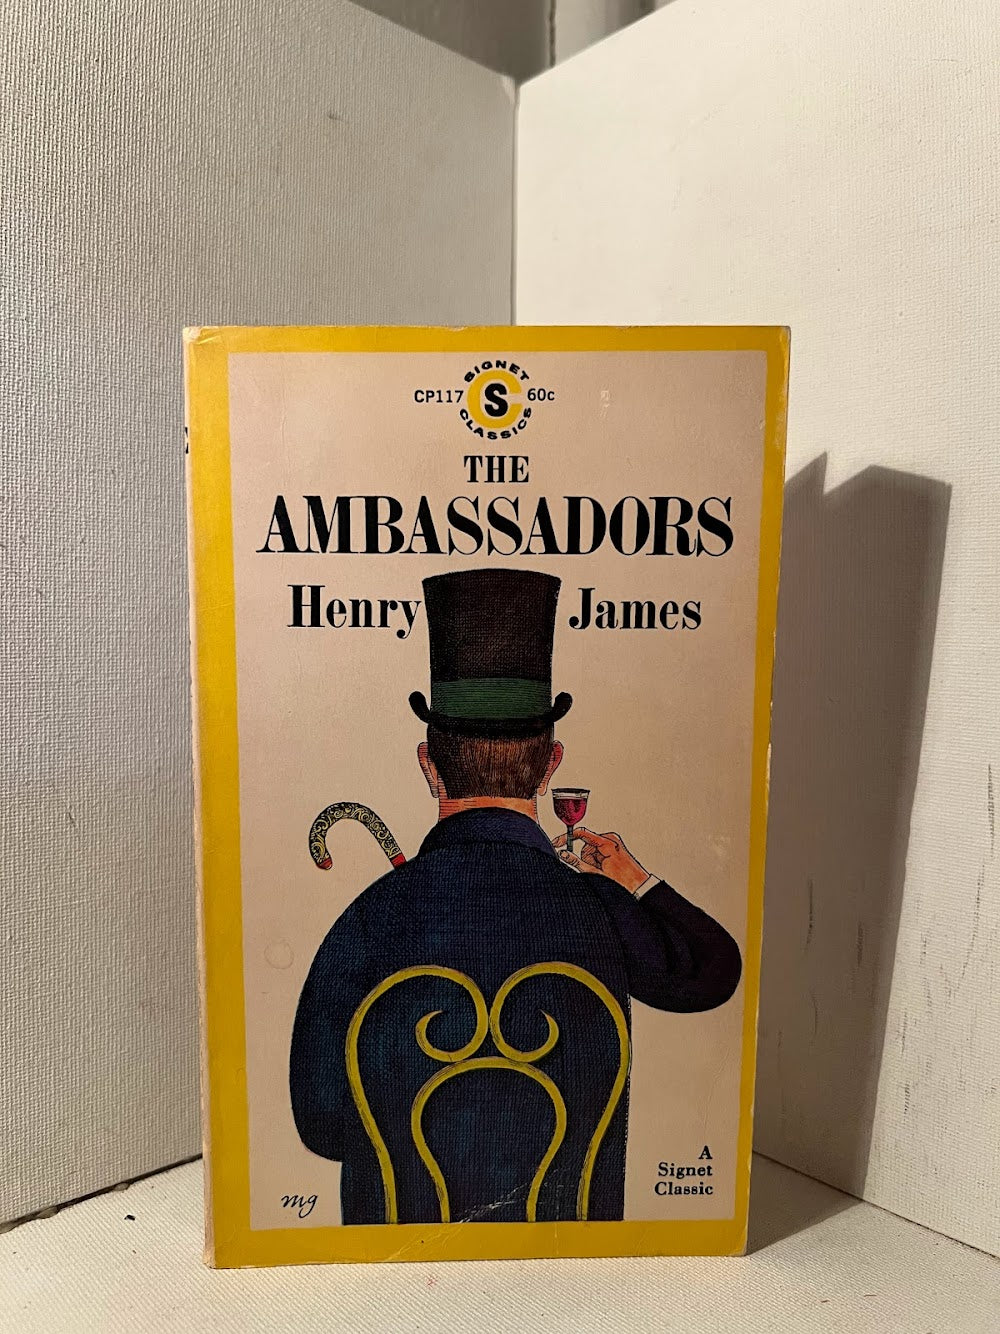 SIGNET
CP117 S 60c
CLASSICS
THE
AMBASSADORS
Henry James
A
Signet
Classic
mg